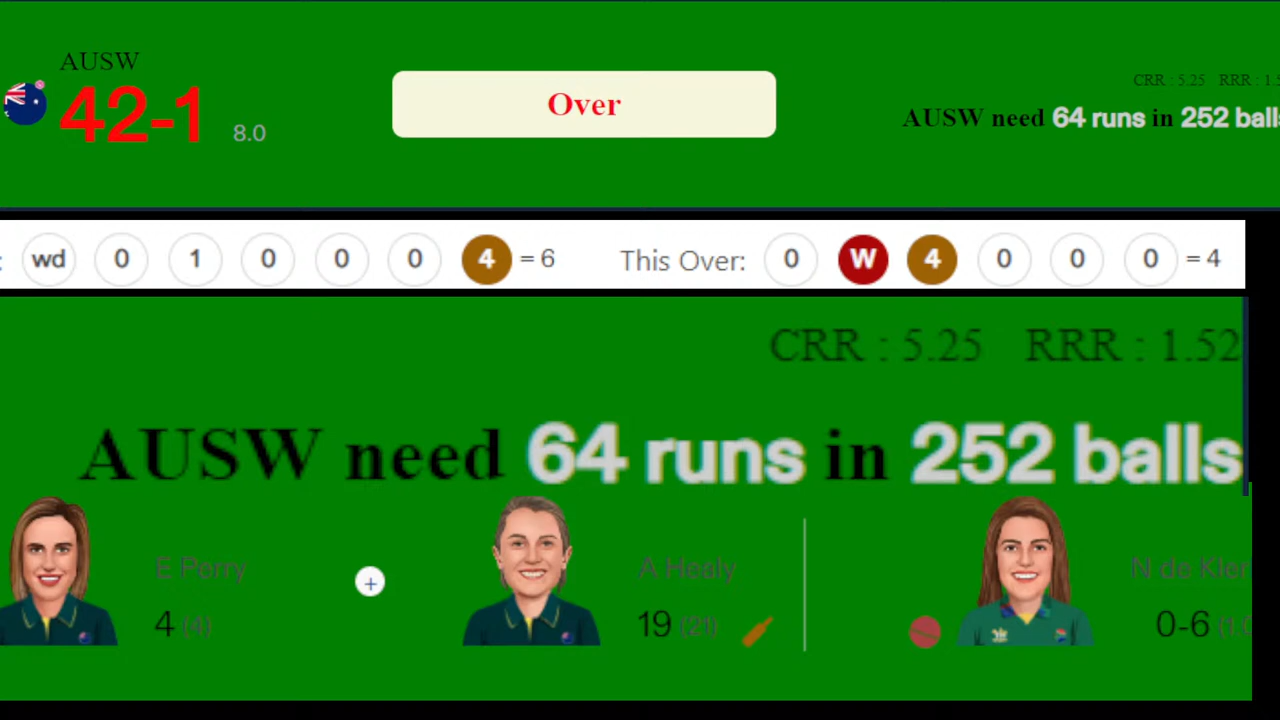 AUSW
42-1 8.0
Over
CRR : 5.25 RRR : 1.5
AUSW need 64 runs in 252 balls
: wd 0 1 0 0 0 4 = 6 This Over: 0 W 4 0 0 0 = 4
CRR : 5.25 RRR : 1.52
AUSW need 64 runs in 252 balls
E Perry A Healy N de Kler
4 (4) 19 (21) 0-6 (1.0